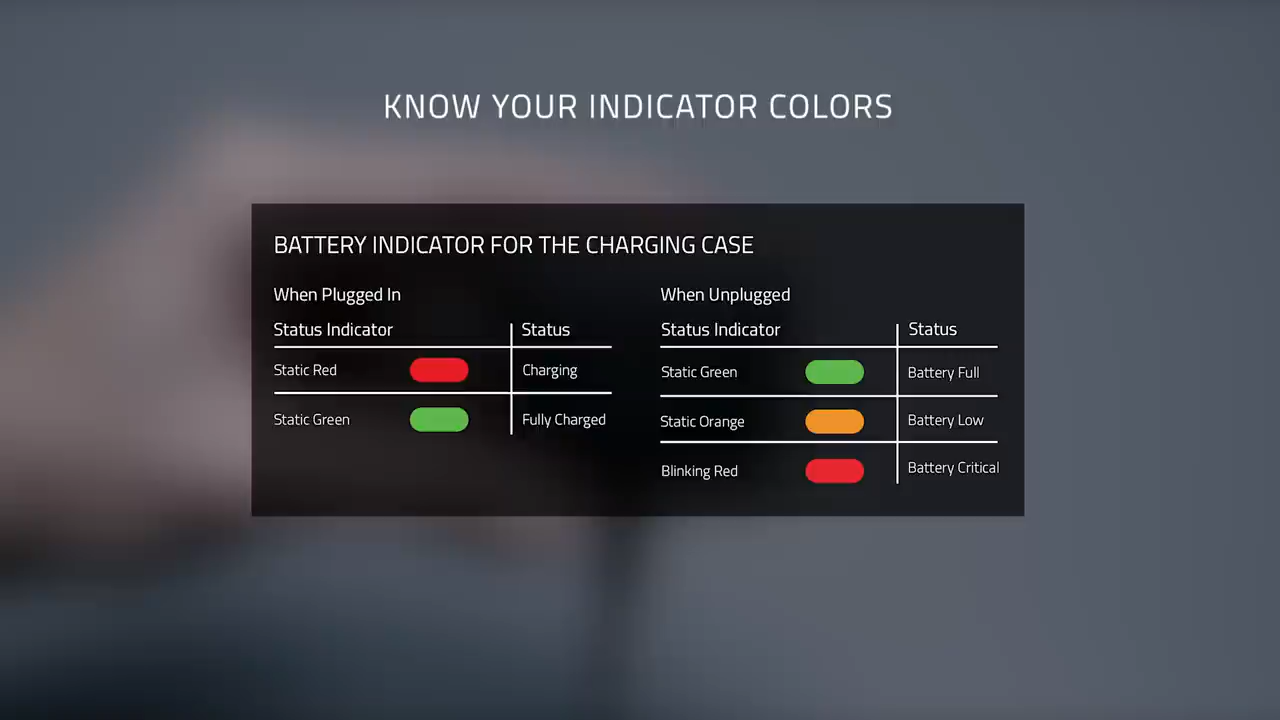 KNOW YOUR INDICATOR COLORS
BATTERY INDICATOR FOR THE CHARGING CASE
When Plugged In
Status Indicator Status
Static Red Charging
Static Green Fully Charged
When Unplugged
Status Indicator Status
Static Green Battery Full
Static Orange Battery Low
Blinking Red Battery Critical